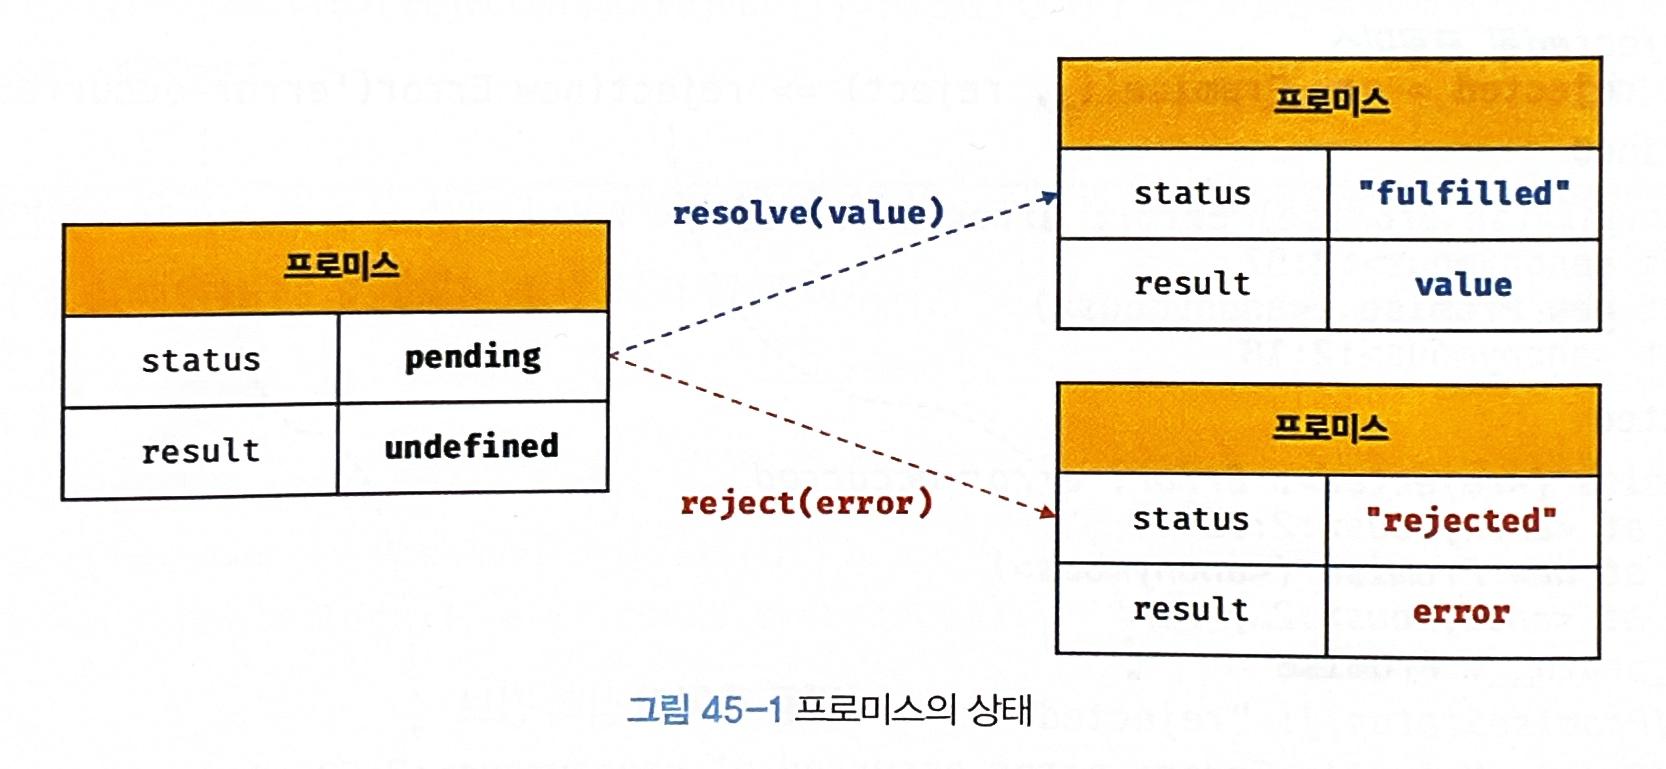 프로미스
status pending
result undefined
resolve(value)
reject(error)
프로미스
status "fulfilled"
result value
프로미스
status "rejected"
result error
그림 45-1 프로미스의 상태